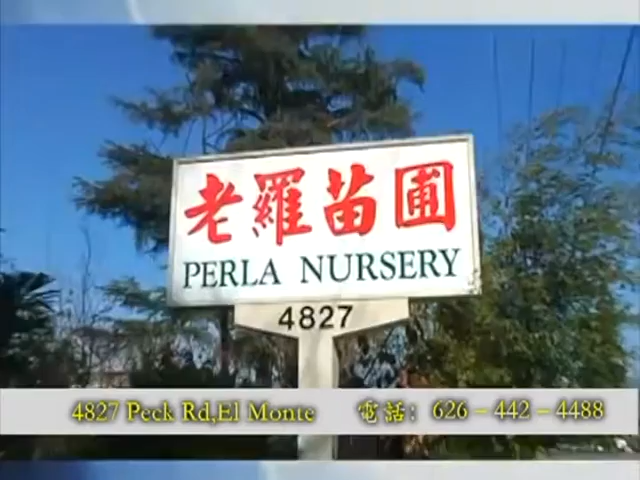 老羅苗圃
PERLA NURSERY
4827
4827 Peck Rd,El Monte 電話: 626-442-4488